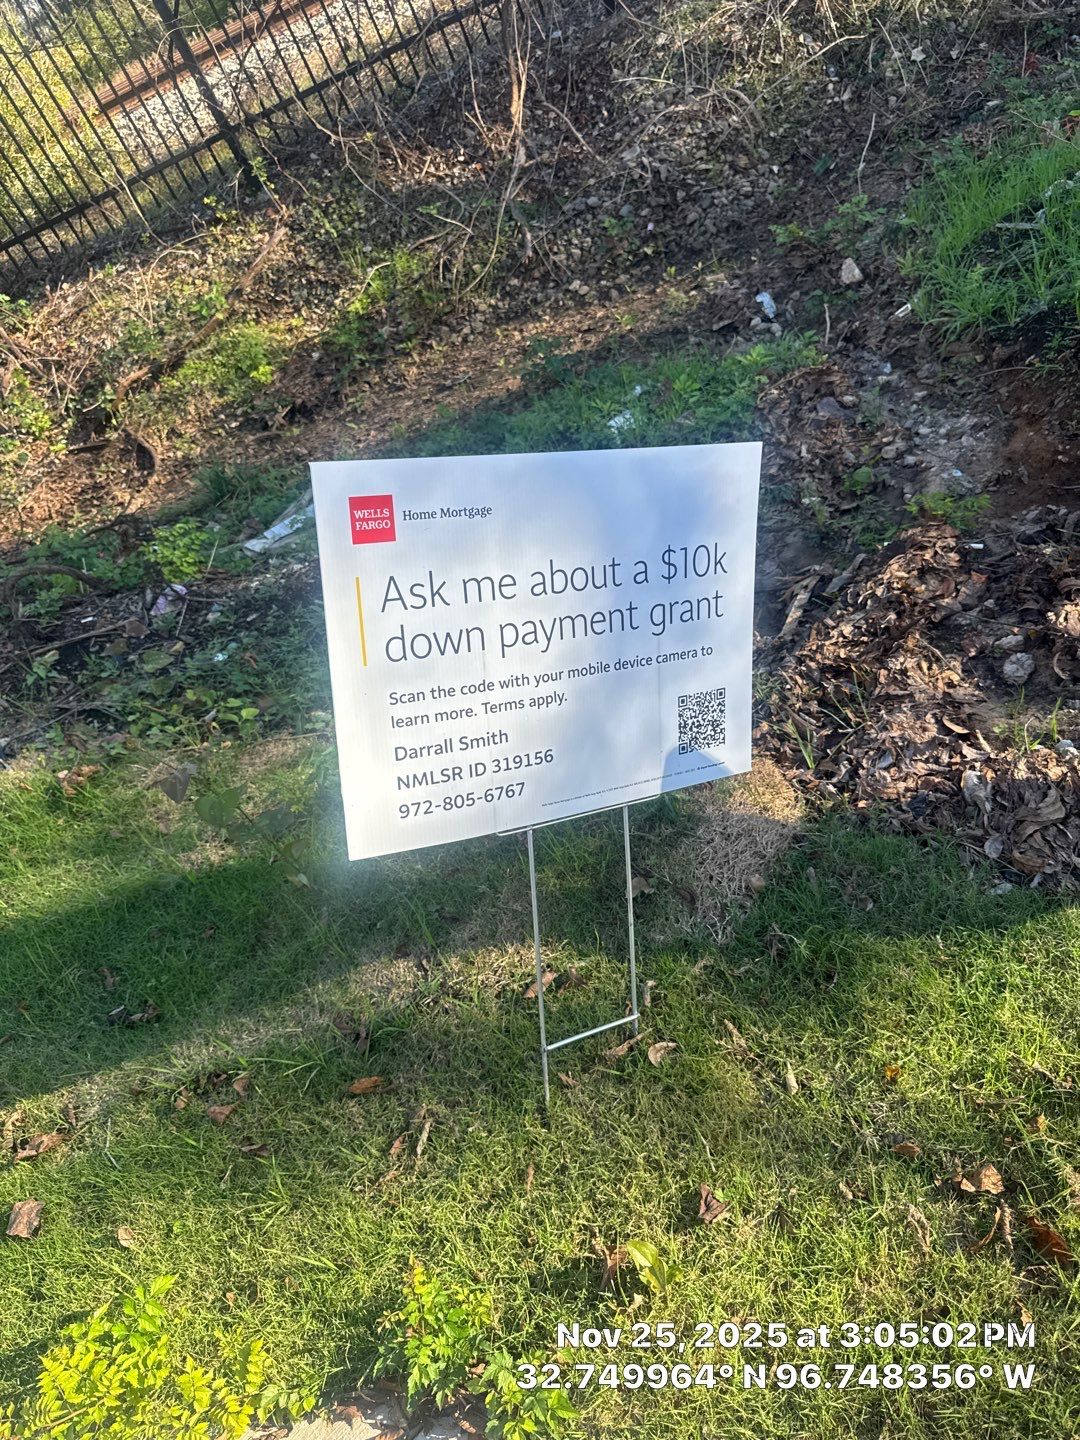 WELLS
FARGO
Home Mortgage
Ask me about a $10k
down payment grant
Scan the code with your mobile device camera to
learn more. Terms apply.
Darrall Smith
NMLSR ID 319156
972-805-6767
Nov 25, 2025 at 3:05:02 PM
32.749964° N 96.748356° W